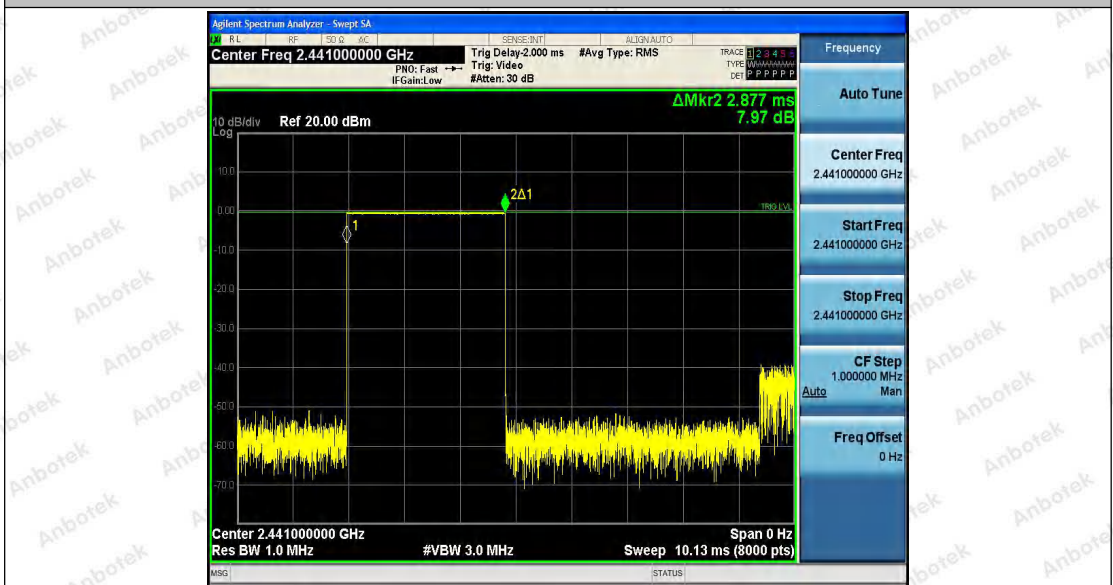 Agilent Spectrum Analyzer - Swept SA
RL RF 50 Ω AC SENSE:INT ALIGN AUTO
Center Freq 2.441000000 GHz
PNO: Fast
IFGain:Low
Trig Delay-2.000 ms
Trig: Video
#Atten: 30 dB
#Avg Type: RMS
TRACE 1 2 3 4 5 6
TYPE
DET P P P P P P
ΔMkr2 2.877 ms
7.97 dB
10 dB/div Ref 20.00 dBm
Log
10.0
0.00
-10.0
-20.0
-30.0
-40.0
-50.0
-60.0
-70.0
1
2Δ1
TRIG LVL
Center 2.441000000 GHz Span 0 Hz
Res BW 1.0 MHz #VBW 3.0 MHz Sweep 10.13 ms (8000 pts)
MSG STATUS
Frequency
Auto Tune
Center Freq
2.441000000 GHz
Start Freq
2.441000000 GHz
Stop Freq
2.441000000 GHz
CF Step
1.000000 MHz
Auto Man
Freq Offset
0 Hz
Anbotek